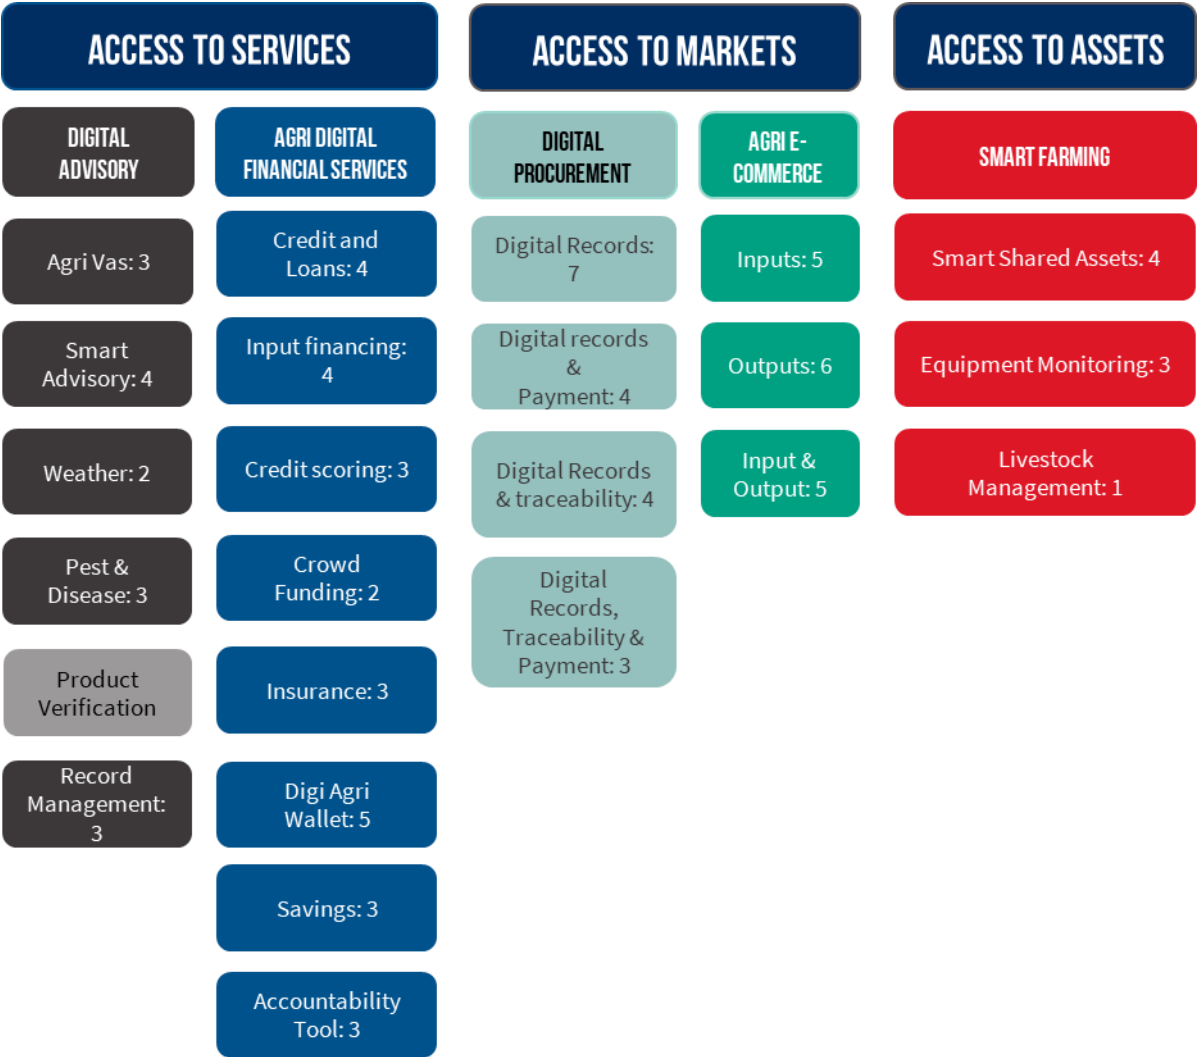 ACCESS TO SERVICES
DIGITAL
ADVISORY
Agri Vas: 3
Smart
Advisory: 4
Weather: 2
Pest &
Disease: 3
Product
Verification
Record
Management:
3
AGRI DIGITAL
FINANCIAL SERVICES
Credit and
Loans: 4
Input financing:
4
Credit scoring: 3
Crowd
Funding: 2
Insurance: 3
Digi Agri
Wallet: 5
Savings: 3
Accountability
Tool: 3
ACCESS TO MARKETS
DIGITAL
PROCUREMENT
Digital Records:
7
Digital records
&
Payment: 4
Digital Records
& traceability: 4
Digital
Records,
Traceability &
Payment: 3
AGRI E-
COMMERCE
Inputs: 5
Outputs: 6
Input &
Output: 5
ACCESS TO ASSETS
SMART FARMING
Smart Shared Assets: 4
Equipment Monitoring: 3
Livestock
Management: 1